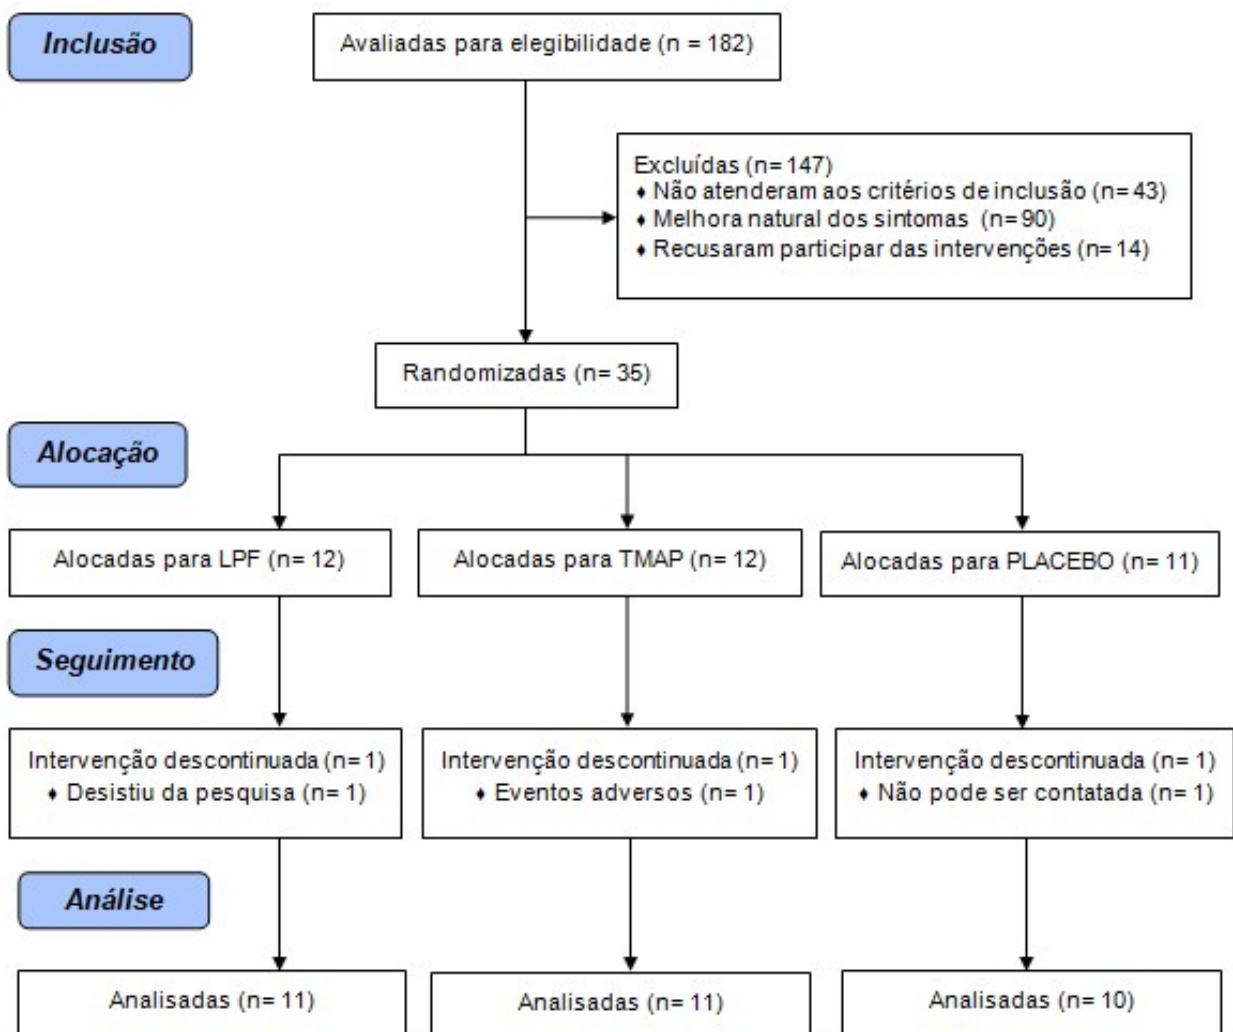 Inclusão
Avaliadas para elegibilidade (n = 182)
Excluídas (n= 147)
♦ Não atenderam aos critérios de inclusão (n= 43)
♦ Melhora natural dos sintomas (n= 90)
♦ Recusaram participar das intervenções (n= 14)
Randomizadas (n= 35)
Alocação
Alocadas para LPF (n= 12)
Alocadas para TMAP (n= 12)
Alocadas para PLACEBO (n= 11)
Seguimento
Intervenção descontinuada (n= 1)
♦ Desistiu da pesquisa (n= 1)
Intervenção descontinuada (n= 1)
♦ Eventos adversos (n= 1)
Intervenção descontinuada (n= 1)
♦ Não pode ser contatada (n= 1)
Análise
Analisadas (n= 11)
Analisadas (n= 11)
Analisadas (n= 10)